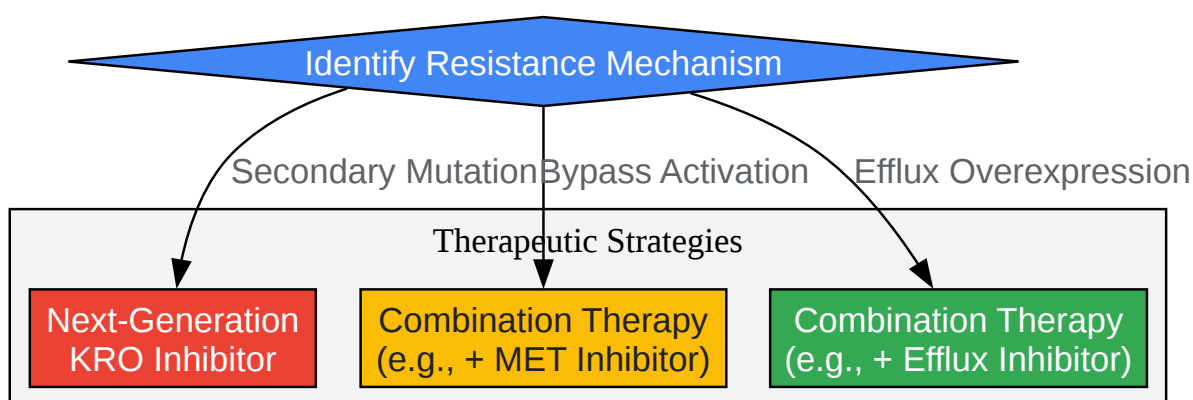 Identify Resistance Mechanism
Secondary Mutation
Bypass Activation
Efflux Overexpression
Therapeutic Strategies
Next-Generation
KRO Inhibitor
Combination Therapy
(e.g., + MET Inhibitor)
Combination Therapy
(e.g., + Efflux Inhibitor)